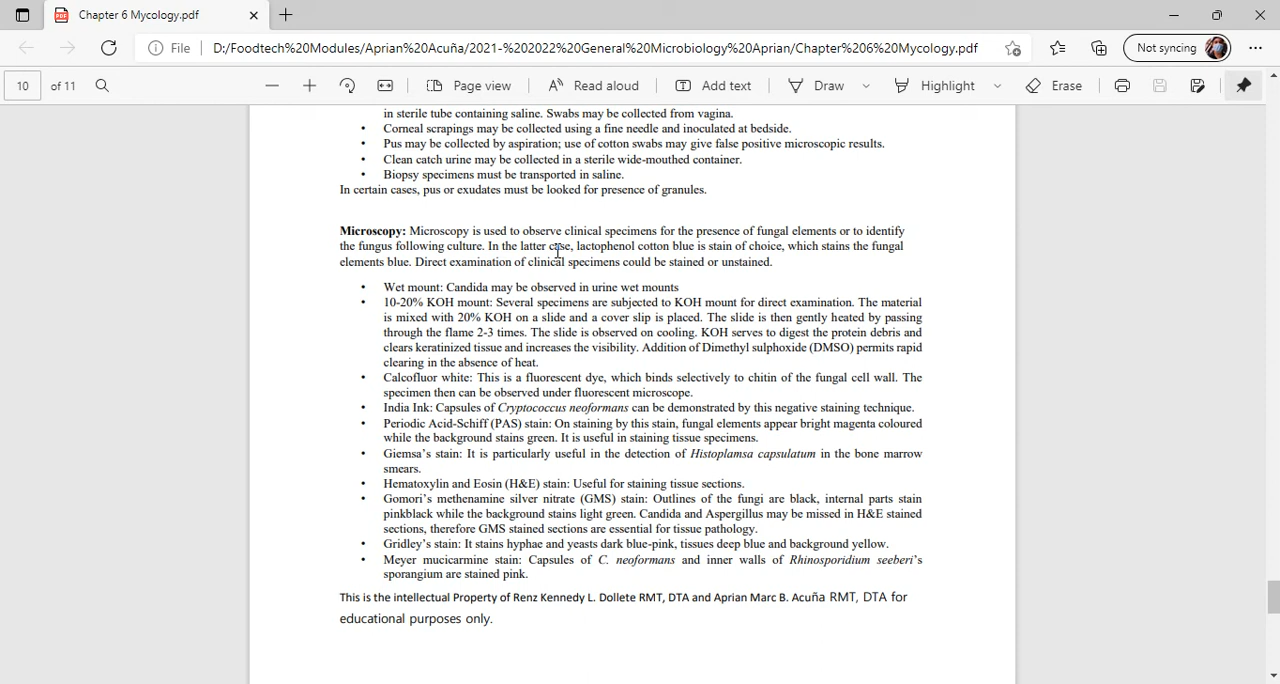 Chapter 6 Mycology.pdf
File D:/Foodtech%20Modules/Aprian%20Acuña/2021-%202022%20General%20Microbiology%20Aprian/Chapter%206%20Mycology.pdf
Not syncing
10 of 11
Page view
Read aloud
Add text
Draw
Highlight
Erase
in sterile tube containing saline. Swabs may be collected from vagina.
• Corneal scrapings may be collected using a fine needle and inoculated at bedside.
• Pus may be collected by aspiration; use of cotton swabs may give false positive microscopic results.
• Clean catch urine may be collected in a sterile wide-mouthed container.
• Biopsy specimens must be transported in saline.
In certain cases, pus or exudates must be looked for presence of granules.
Microscopy: Microscopy is used to observe clinical specimens for the presence of fungal elements or to identify
the fungus following culture. In the latter case, lactophenol cotton blue is stain of choice, which stains the fungal
elements blue. Direct examination of clinical specimens could be stained or unstained.
• Wet mount: Candida may be observed in urine wet mounts
• 10-20% KOH mount: Several specimens are subjected to KOH mount for direct examination. The material
is mixed with 20% KOH on a slide and a cover slip is placed. The slide is then gently heated by passing
through the flame 2-3 times. The slide is observed on cooling. KOH serves to digest the protein debris and
clears keratinized tissue and increases the visibility. Addition of Dimethyl sulphoxide (DMSO) permits rapid
clearing in the absence of heat.
• Calcofluor white: This is a fluorescent dye, which binds selectively to chitin of the fungal cell wall. The
specimen then can be observed under fluorescent microscope.
• India Ink: Capsules of Cryptococcus neoformans can be demonstrated by this negative staining technique.
• Periodic Acid-Schiff (PAS) stain: On staining by this stain, fungal elements appear bright magenta coloured
while the background stains green. It is useful in staining tissue specimens.
• Giemsa's stain: It is particularly useful in the detection of Histoplamsa capsulatum in the bone marrow
smears.
• Hematoxylin and Eosin (H&E) stain: Useful for staining tissue sections.
• Gomori's methenamine silver nitrate (GMS) stain: Outlines of the fungi are black, internal parts stain
pinkblack while the background stains light green. Candida and Aspergillus may be missed in H&E stained
sections, therefore GMS stained sections are essential for tissue pathology.
• Gridley's stain: It stains hyphae and yeasts dark blue-pink, tissues deep blue and background yellow.
• Meyer mucicarmine stain: Capsules of C. neoformans and inner walls of Rhinosporidium seeberi's
sporangium are stained pink.
This is the intellectual Property of Renz Kennedy L. Dollete RMT, DTA and Aprian Marc B. Acuña RMT, DTA for
educational purposes only.